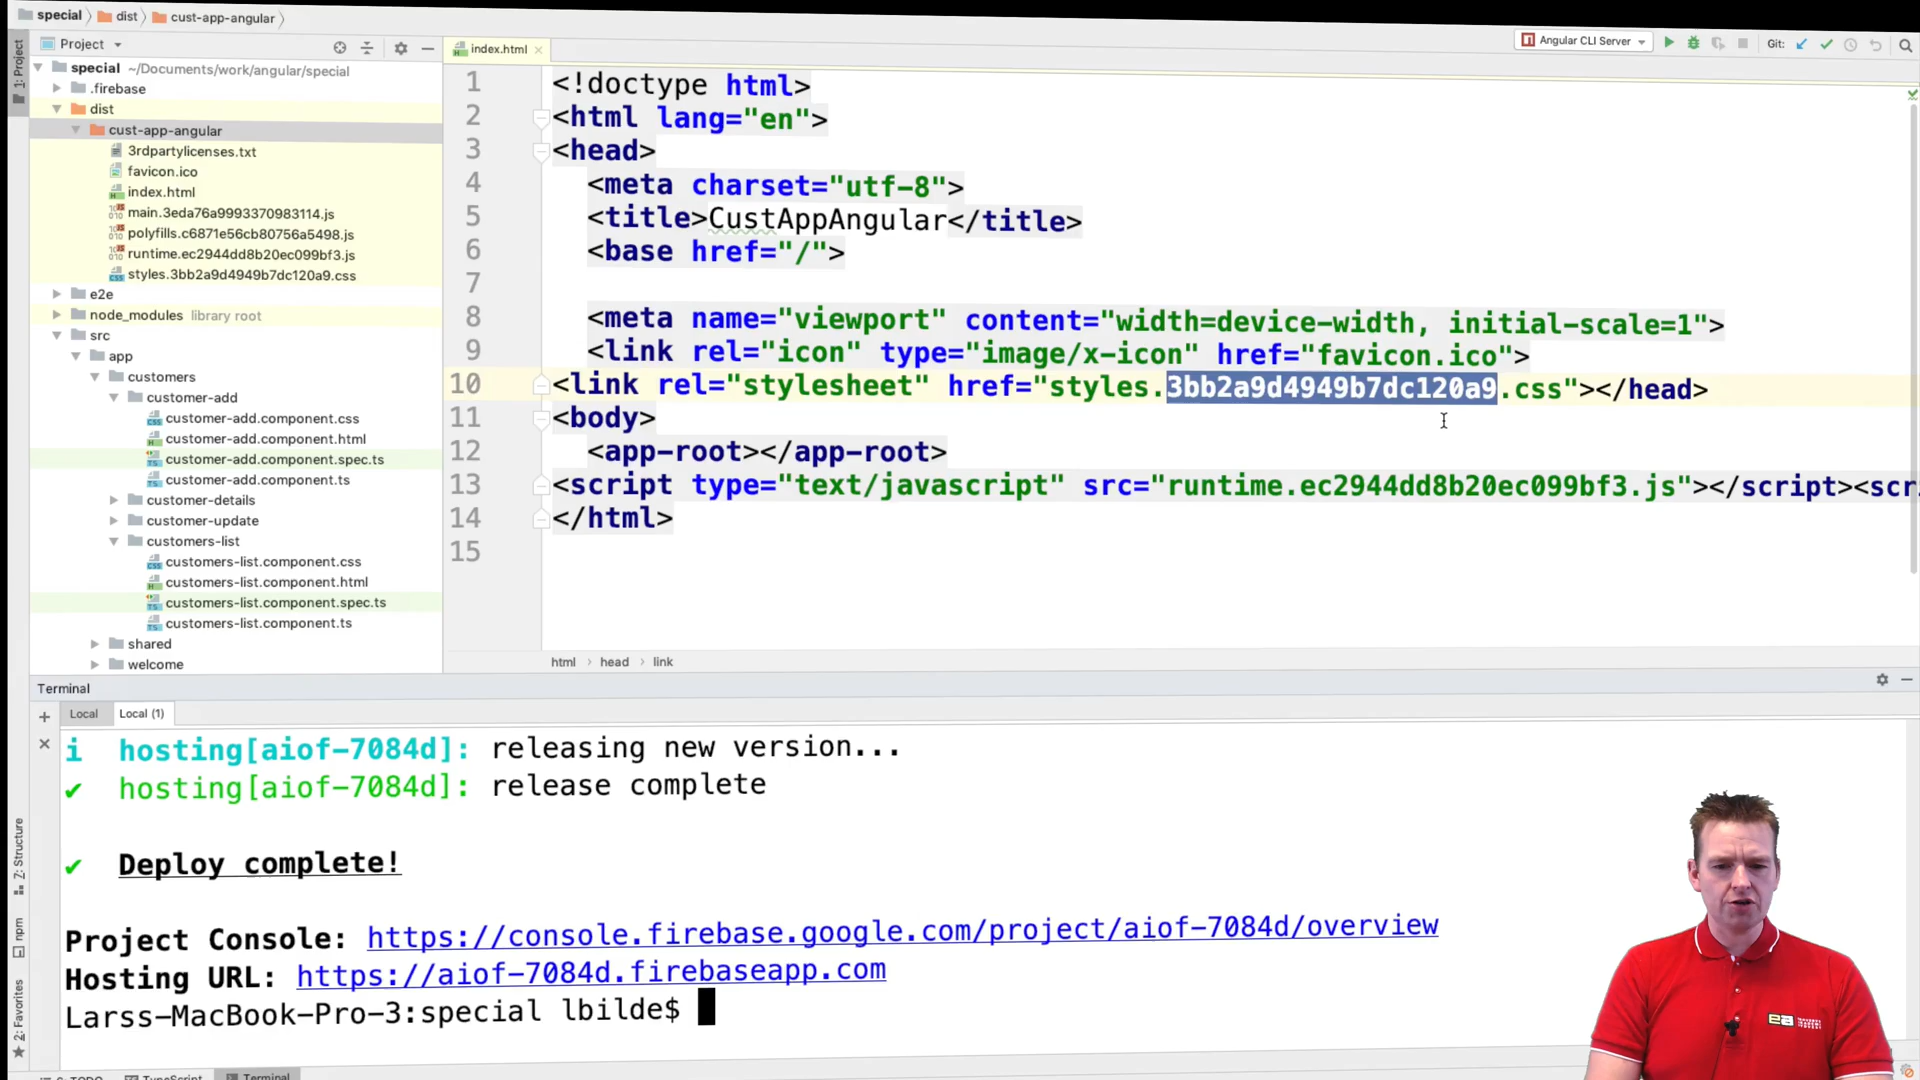 special dist cust-app-angular
Project
index.html
Angular CLI Server
Git:
1: Project
special ~/Documents/work/angular/special
.firebase
dist
cust-app-angular
3rdpartylicenses.txt
favicon.ico
index.html
main.3eda76a9993370983114.js
polyfills.c6871e56cb80756a5498.js
runtime.ec2944dd8b20ec099bf3.js
styles.3bb2a9d4949b7dc120a9.css
e2e
node_modules library root
src
app
customers
customer-add
customer-add.component.css
customer-add.component.html
customer-add.component.spec.ts
customer-add.component.ts
customer-details
customer-update
customers-list
customers-list.component.css
customers-list.component.html
customers-list.component.spec.ts
customers-list.component.ts
shared
welcome
1 <!doctype html>
2 <html lang="en">
3 <head>
4 <meta charset="utf-8">
5 <title>CustAppAngular</title>
6 <base href="/">
7
8 <meta name="viewport" content="width=device-width, initial-scale=1">
9 <link rel="icon" type="image/x-icon" href="favicon.ico">
10 <link rel="stylesheet" href="styles.3bb2a9d4949b7dc120a9.css"></head>
11 <body>
12 <app-root></app-root>
13 <script type="text/javascript" src="runtime.ec2944dd8b20ec099bf3.js"></script><scr
14 </html>
15
html head link
Terminal
Local Local (1)
i hosting[aiof-7084d]: releasing new version...
✔ hosting[aiof-7084d]: release complete
✔ Deploy complete!
Project Console: https://console.firebase.google.com/project/aiof-7084d/overview
Hosting URL: https://aiof-7084d.firebaseapp.com
Larss-MacBook-Pro-3:special lbilde$
Z: Structure
npm
2: Favorites
TypeScript
Terminal